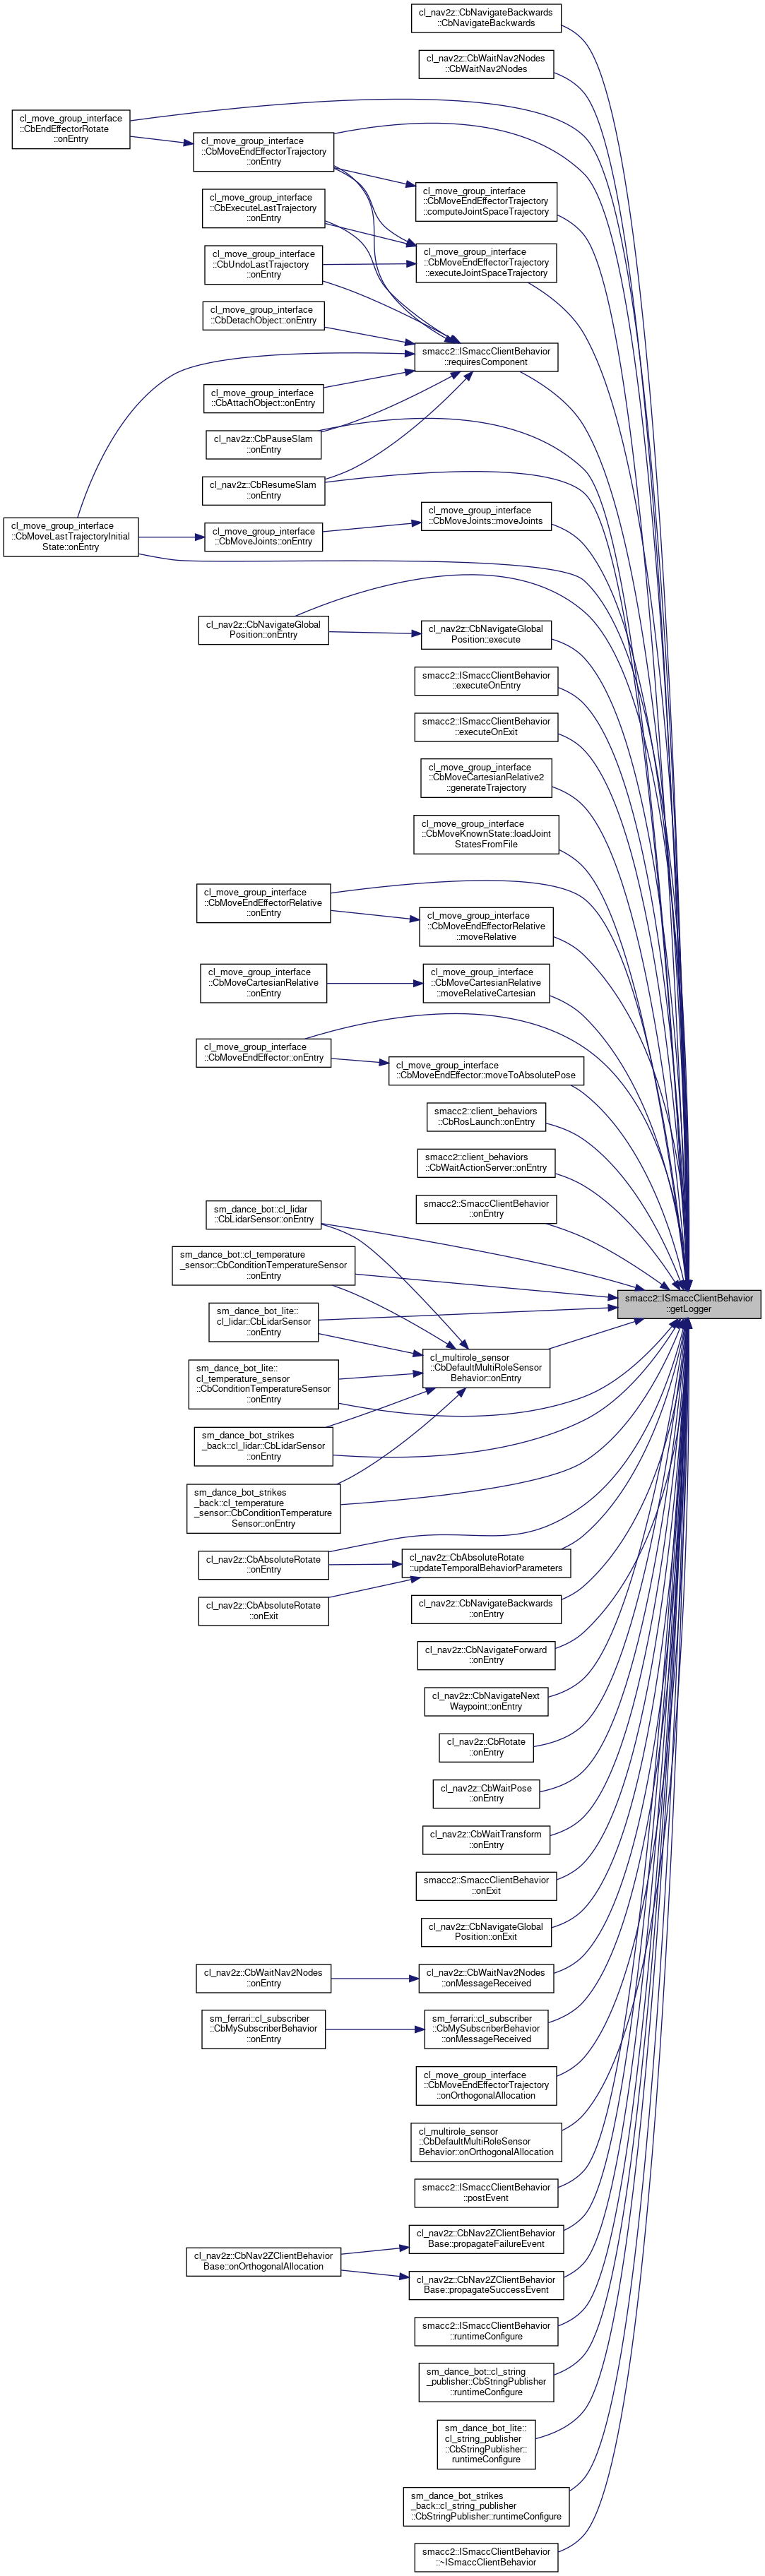 cl_nav2z::CbNavigateBackwards
::CbNavigateBackwards
cl_nav2z::CbWaitNav2Nodes
::CbWaitNav2Nodes
cl_move_group_interface
::CbEndEffectorRotate
::onEntry
cl_move_group_interface
::CbMoveEndEffectorTrajectory
::onEntry
cl_move_group_interface
::CbMoveEndEffectorTrajectory
::computeJointSpaceTrajectory
cl_move_group_interface
::CbExecuteLastTrajectory
::onEntry
cl_move_group_interface
::CbUndoLastTrajectory
::onEntry
cl_move_group_interface
::CbMoveEndEffectorTrajectory
::executeJointSpaceTrajectory
cl_move_group_interface
::CbDetachObject::onEntry
smacc2::ISmaccClientBehavior
::requiresComponent
cl_move_group_interface
::CbAttachObject::onEntry
cl_nav2z::CbPauseSlam
::onEntry
cl_nav2z::CbResumeSlam
::onEntry
cl_move_group_interface
::CbMoveLastTrajectoryInitial
State::onEntry
cl_move_group_interface
::CbMoveJoints::onEntry
cl_move_group_interface
::CbMoveJoints::moveJoints
cl_nav2z::CbNavigateGlobal
Position::onEntry
cl_nav2z::CbNavigateGlobal
Position::execute
smacc2::ISmaccClientBehavior
::executeOnEntry
smacc2::ISmaccClientBehavior
::executeOnExit
cl_move_group_interface
::CbMoveCartesianRelative2
::generateTrajectory
cl_move_group_interface
::CbMoveKnownState::loadJoint
StatesFromFile
cl_move_group_interface
::CbMoveEndEffectorRelative
::onEntry
cl_move_group_interface
::CbMoveEndEffectorRelative
::moveRelative
cl_move_group_interface
::CbMoveCartesianRelative
::onEntry
cl_move_group_interface
::CbMoveCartesianRelative
::moveRelativeCartesian
cl_move_group_interface
::CbMoveEndEffector::onEntry
cl_move_group_interface
::CbMoveEndEffector::moveToAbsolutePose
smacc2::client_behaviors
::CbRosLaunch::onEntry
smacc2::client_behaviors
::CbWaitActionServer::onEntry
smacc2::SmaccClientBehavior
::onEntry
sm_dance_bot::cl_lidar
::CbLidarSensor::onEntry
sm_dance_bot::cl_temperature
_sensor::CbConditionTemperatureSensor
::onEntry
smacc2::ISmaccClientBehavior
::getLogger
sm_dance_bot_lite::
cl_lidar::CbLidarSensor
::onEntry
cl_multirole_sensor
::CbDefaultMultiRoleSensor
Behavior::onEntry
sm_dance_bot_lite::
cl_temperature_sensor
::CbConditionTemperatureSensor
::onEntry
sm_dance_bot_strikes
_back::cl_lidar::CbLidarSensor
::onEntry
sm_dance_bot_strikes
_back::cl_temperature
_sensor::CbConditionTemperature
Sensor::onEntry
cl_nav2z::CbAbsoluteRotate
::onEntry
cl_nav2z::CbAbsoluteRotate
::updateTemporalBehaviorParameters
cl_nav2z::CbAbsoluteRotate
::onExit
cl_nav2z::CbNavigateBackwards
::onEntry
cl_nav2z::CbNavigateForward
::onEntry
cl_nav2z::CbNavigateNext
Waypoint::onEntry
cl_nav2z::CbRotate
::onEntry
cl_nav2z::CbWaitPose
::onEntry
cl_nav2z::CbWaitTransform
::onEntry
smacc2::SmaccClientBehavior
::onExit
cl_nav2z::CbNavigateGlobal
Position::onExit
cl_nav2z::CbWaitNav2Nodes
::onEntry
cl_nav2z::CbWaitNav2Nodes
::onMessageReceived
sm_ferrari::cl_subscriber
::CbMySubscriberBehavior
::onEntry
sm_ferrari::cl_subscriber
::CbMySubscriberBehavior
::onMessageReceived
cl_move_group_interface
::CbMoveEndEffectorTrajectory
::onOrthogonalAllocation
cl_multirole_sensor
::CbDefaultMultiRoleSensor
Behavior::onOrthogonalAllocation
smacc2::ISmaccClientBehavior
::postEvent
cl_nav2z::CbNav2ZClientBehavior
Base::propagateFailureEvent
cl_nav2z::CbNav2ZClientBehavior
Base::onOrthogonalAllocation
cl_nav2z::CbNav2ZClientBehavior
Base::propagateSuccessEvent
smacc2::ISmaccClientBehavior
::runtimeConfigure
sm_dance_bot::cl_string
_publisher::CbStringPublisher
::runtimeConfigure
sm_dance_bot_lite::
cl_string_publisher
::CbStringPublisher::
runtimeConfigure
sm_dance_bot_strikes
_back::cl_string_publisher
::CbStringPublisher::runtimeConfigure
smacc2::ISmaccClientBehavior
::~ISmaccClientBehavior